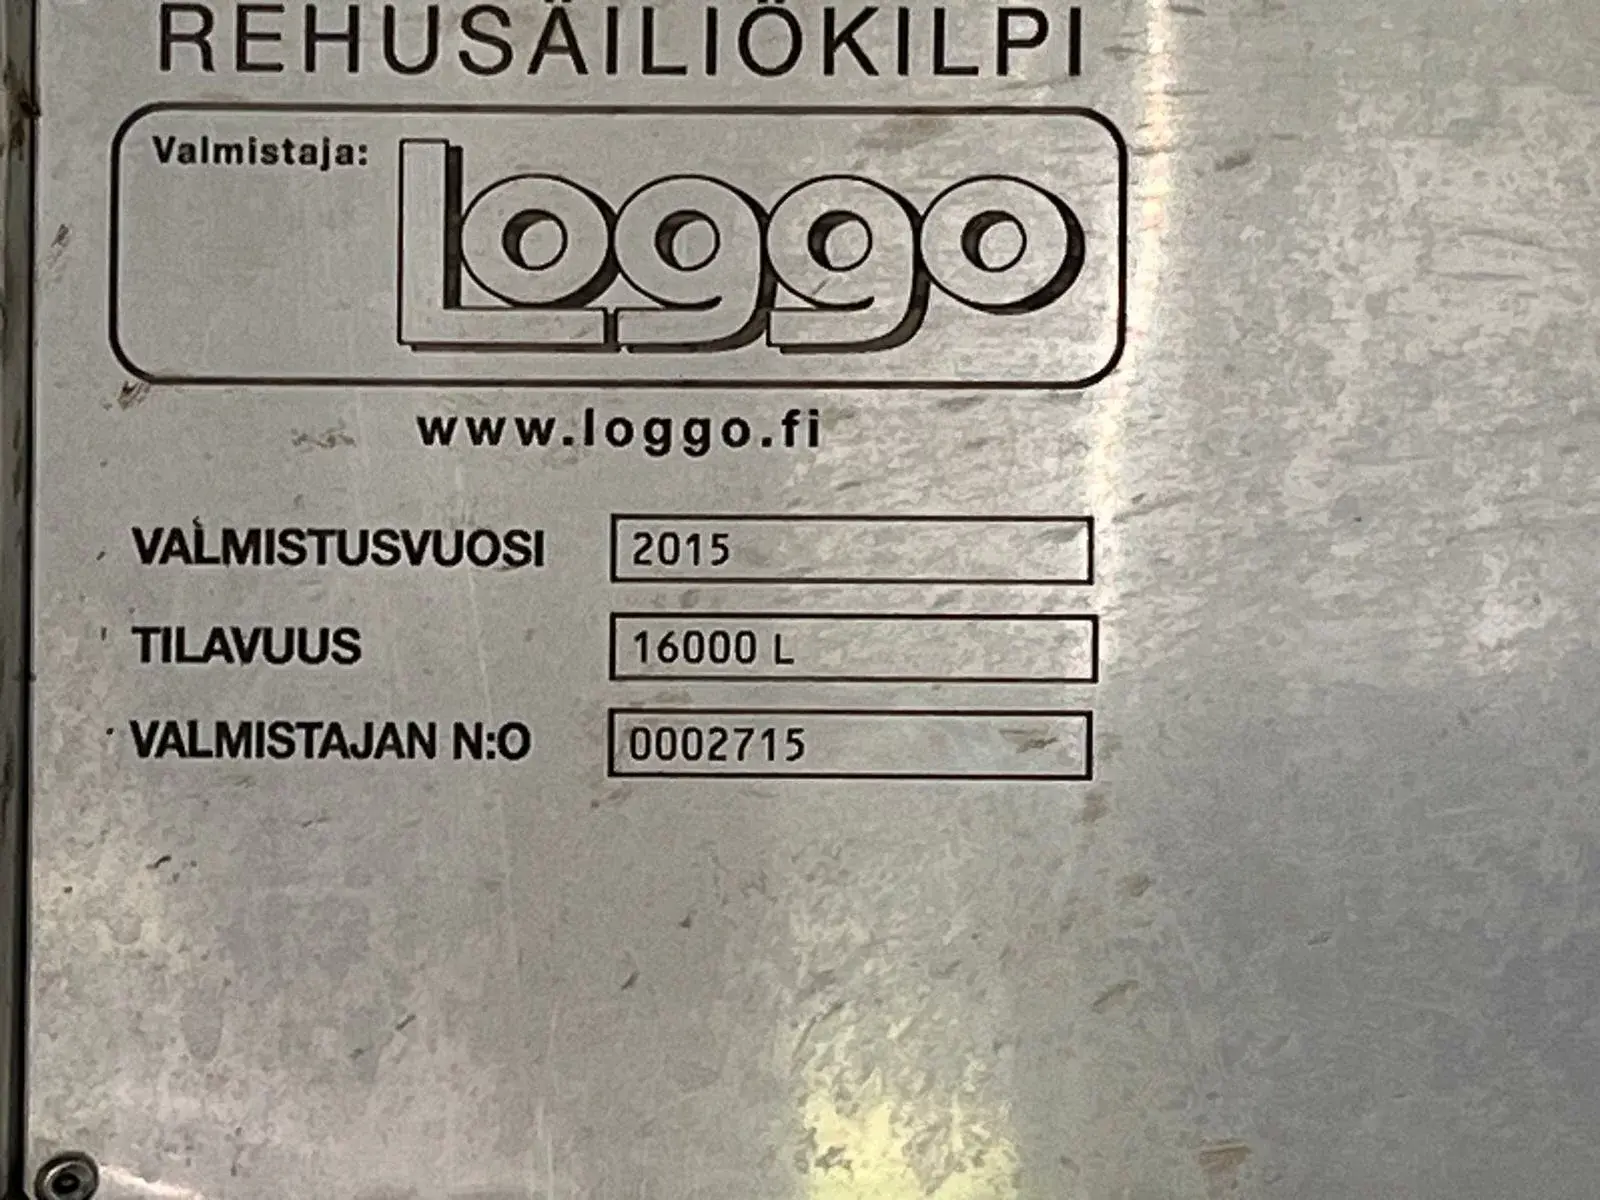 REHUSÄILIÖKILPI
Valmistaja: Loggo
www.loggo.fi
VALMISTUSVUOSI 2015
TILAVUUS 16000 L
VALMISTAJAN N:O 0002715